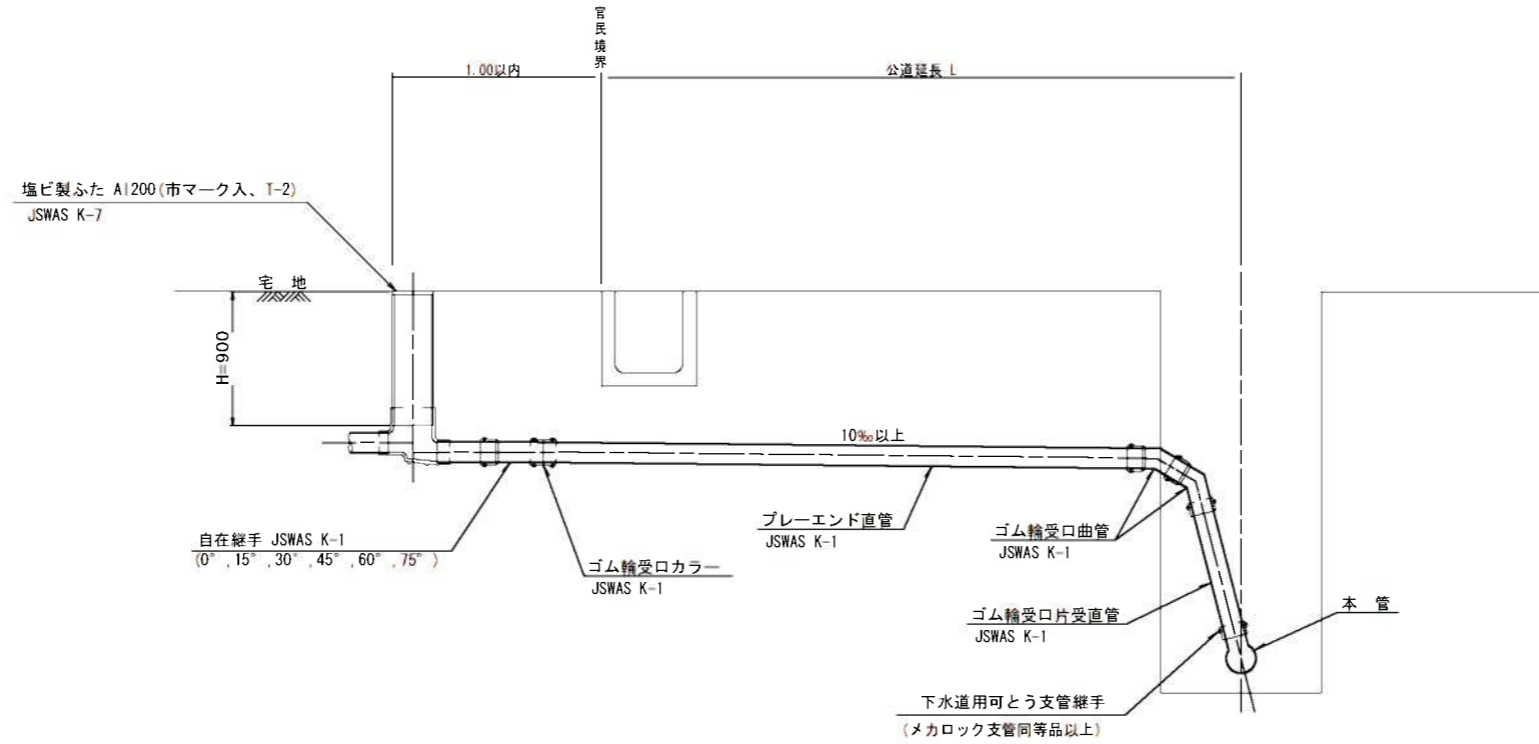 官民境界
1.00以内
公道延長 L
塩ビ製ふた AI200(市マーク入、T-2)
JSWAS K-7
宅 地
H=900
10‰以上
自在継手 JSWAS K-1
(0°,15°,30°,45°,60°,75°)
ゴム輪受口カラー
JSWAS K-1
プレーエンド直管
JSWAS K-1
ゴム輪受口曲管
JSWAS K-1
ゴム輪受口片受直管
JSWAS K-1
本 管
下水道用可とう支管継手
(メカロック支管同等品以上)